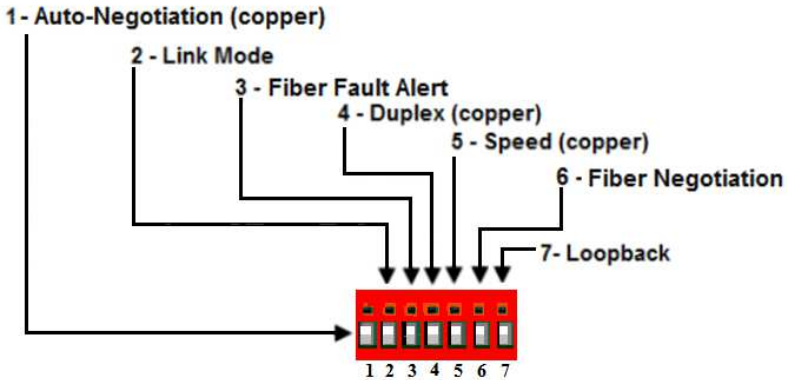 1- Auto-Negotiation (copper)
2 - Link Mode
3 - Fiber Fault Alert
4 - Duplex (copper)
5 - Speed (copper)
6 - Fiber Negotiation
7- Loopback
1 2 3 4 5 6 7